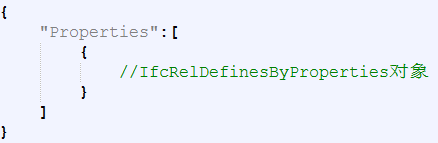 {
"Properties":[
{
//IfcRelDefinesByProperties对象
}
]
}